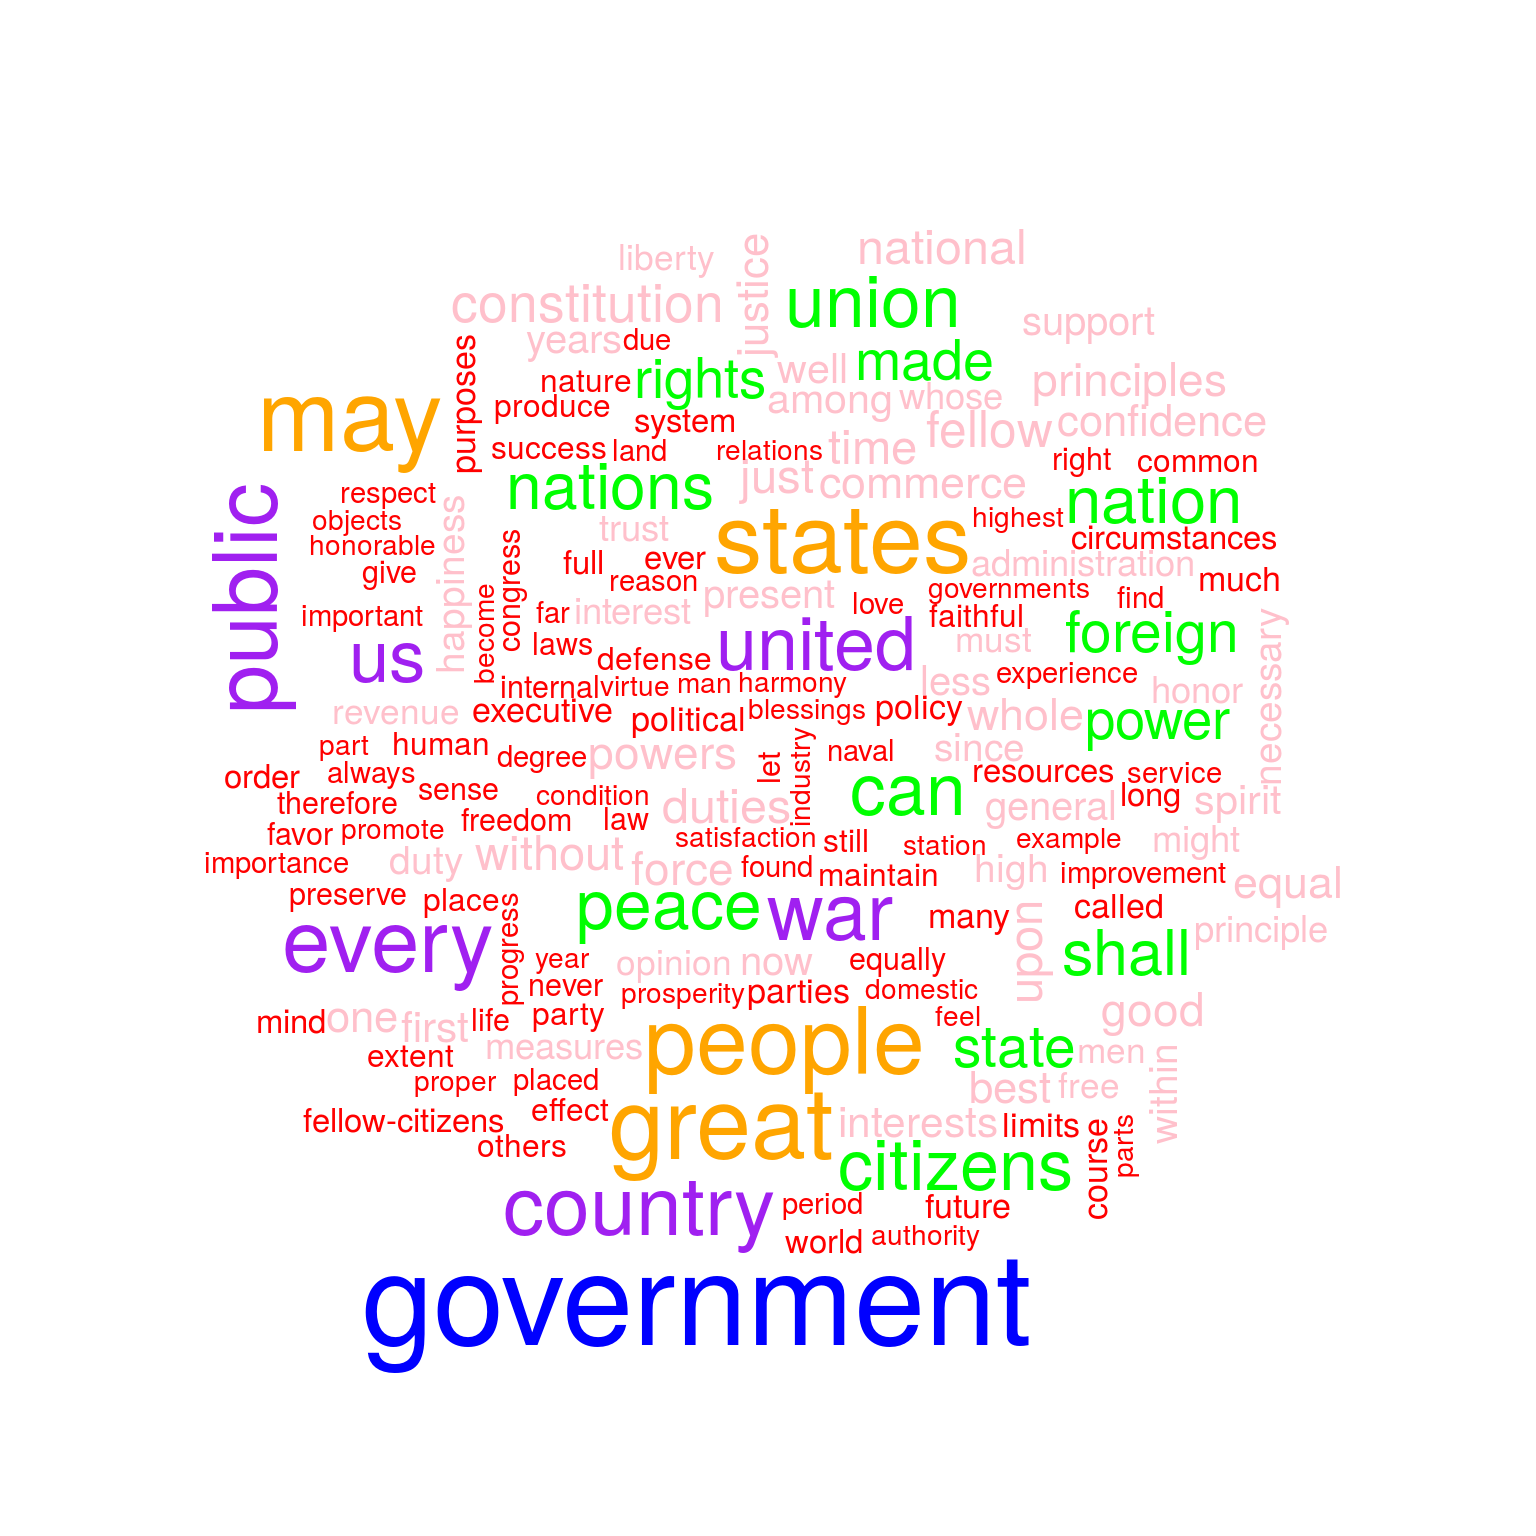 liberty
justice
national
constitution
union
support
years
due
purposes
rights
well
made
principles
nature
may
produce
among
whose
system
fellow
confidence
success
land
relations
time
right
common
respect
nations
just
commerce
nation
public
objects
happiness
trust
states
highest
honorable
congress
full
ever
circumstances
give
reason
administration
much
important
become
far
interest
present
love
governments
find
faithful
us
laws
defense
united
must
foreign
necessary
internal
virtue
man
harmony
less
experience
honor
revenue
executive
political
blessings
policy
whole
power
part
human
degree
powers
let
industry
naval
since
order
always
sense
condition
duties
can
resources
service
therefore
freedom
law
general
long
spirit
favor
promote
satisfaction
still
station
example
might
importance
duty
without
force
found
maintain
high
improvement
equal
preserve
place
progress
peace
war
many
upon
called
every
year
opinion
now
equally
shall
principle
never
prosperity
parties
domestic
mind
one
first
life
party
people
feel
good
extent
measures
state
men
within
proper
placed
best
free
fellow-citizens
effect
great
interests
limits
course
parts
others
citizens
country
period
future
world
authority
government